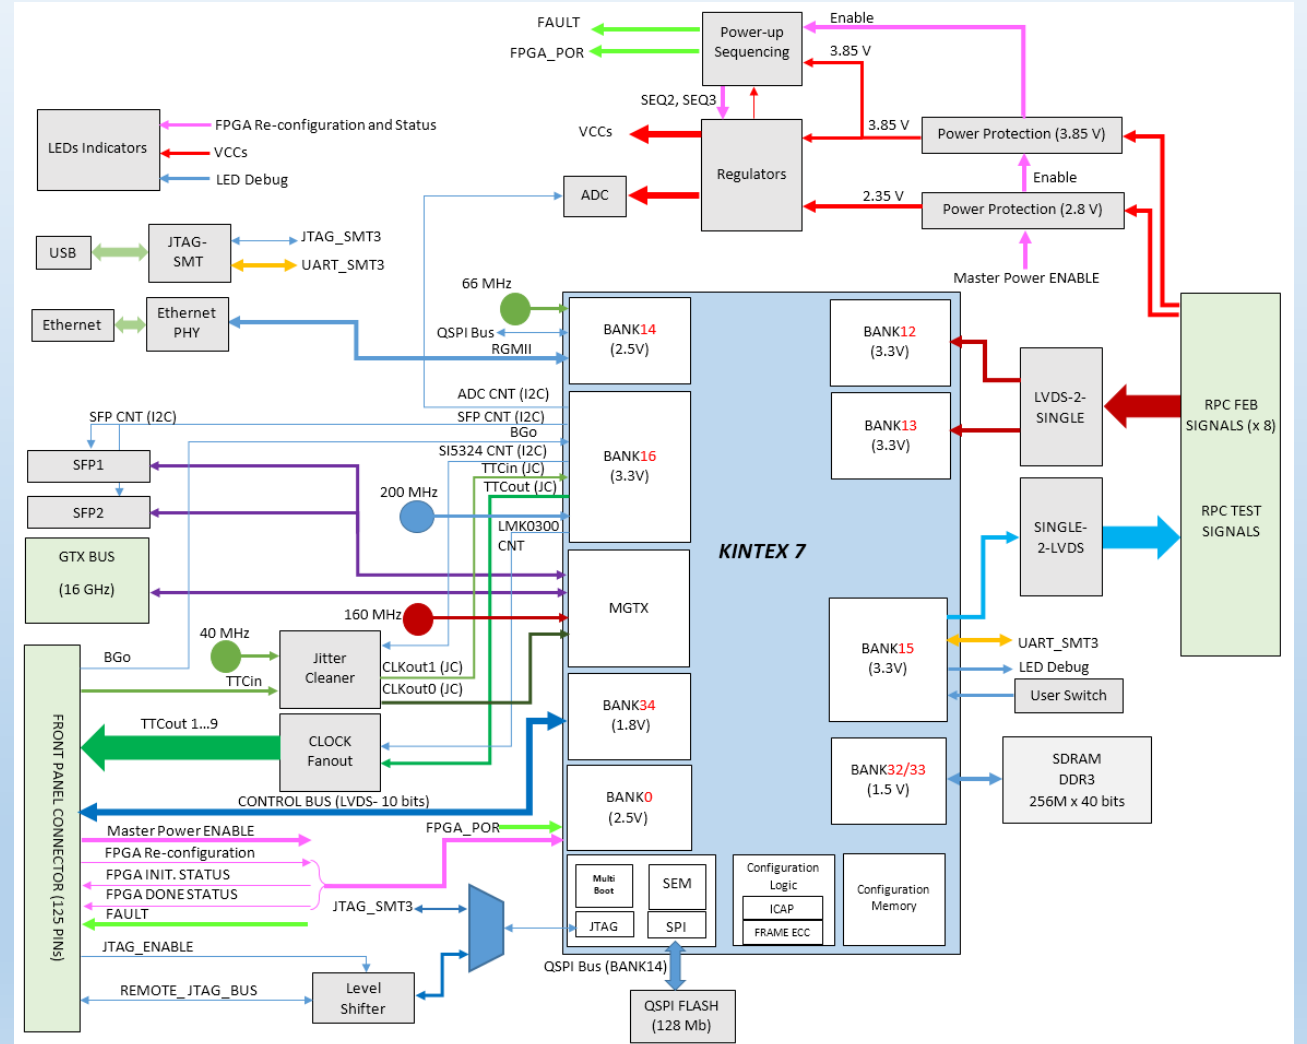 FAULT
FPGA_POR
Power-up
Sequencing
Enable
3.85 V
SEQ2, SEQ3
VCCs
Regulators
3.85 V
Power Protection (3.85 V)
Enable
2.35 V
Power Protection (2.8 V)
Master Power ENABLE
ADC
LEDs Indicators
FPGA Re-configuration and Status
VCCs
LED Debug
USB
JTAG-
SMT
JTAG_SMT3
UART_SMT3
Ethernet
Ethernet
PHY
66 MHz
QSPI Bus
RGMII
BANK14
(2.5V)
BANK12
(3.3V)
BANK13
(3.3V)
LVDS-2-
SINGLE
RPC FEB
SIGNALS (x 8)
RPC TEST
SIGNALS
SINGLE-
2-LVDS
ADC CNT (I2C)
SFP CNT (I2C)
SFP CNT (I2C)
BGo
SI5324 CNT (I2C)
TTCin (JC)
TTCout (JC)
BANK16
(3.3V)
SFP1
SFP2
200 MHz
LMK0300
CNT
KINTEX 7
GTX BUS
(16 GHz)
MGTX
160 MHz
40 MHz
BGo
TTCin
Jitter
Cleaner
CLKout1 (JC)
CLKout0 (JC)
BANK15
(3.3V)
UART_SMT3
LED Debug
User Switch
BANK34
(1.8V)
TTCout 1...9
CLOCK
Fanout
BANK32/33
(1.5 V)
SDRAM
DDR3
256M x 40 bits
CONTROL BUS (LVDS- 10 bits)
BANK0
(2.5V)
FRONT PANEL CONNECTOR (125 PINs)
Master Power ENABLE
FPGA_POR
FPGA Re-configuration
FPGA INIT. STATUS
FPGA DONE STATUS
FAULT
JTAG_SMT3
Multi
Boot
SEM
JTAG
SPI
Configuration
Logic
ICAP
FRAME ECC
Configuration
Memory
JTAG_ENABLE
REMOTE_ JTAG_BUS
Level
Shifter
QSPI Bus (BANK14)
QSPI FLASH
(128 Mb)